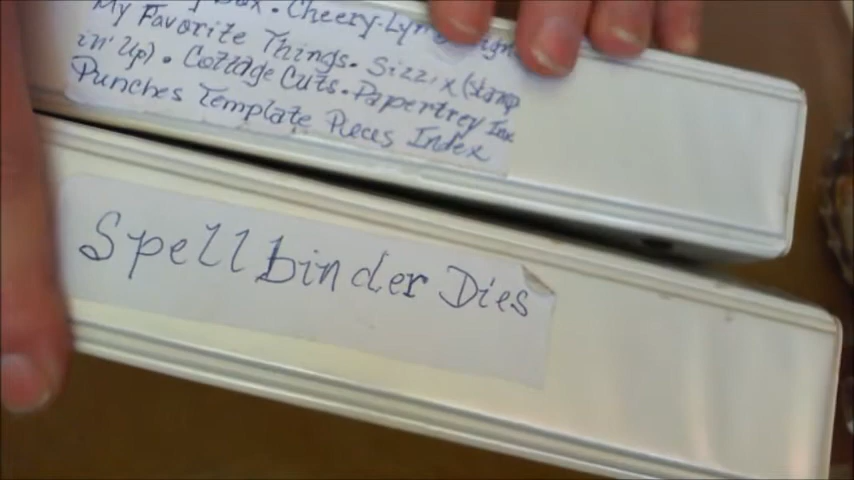 Box • Cheery-Lyn
My Favorite Things • Sizzix (Stamp
in' Up) • Cottage Cuts • Papertrey Ink
Punches Template Pieces Index
Spellbinder Dies